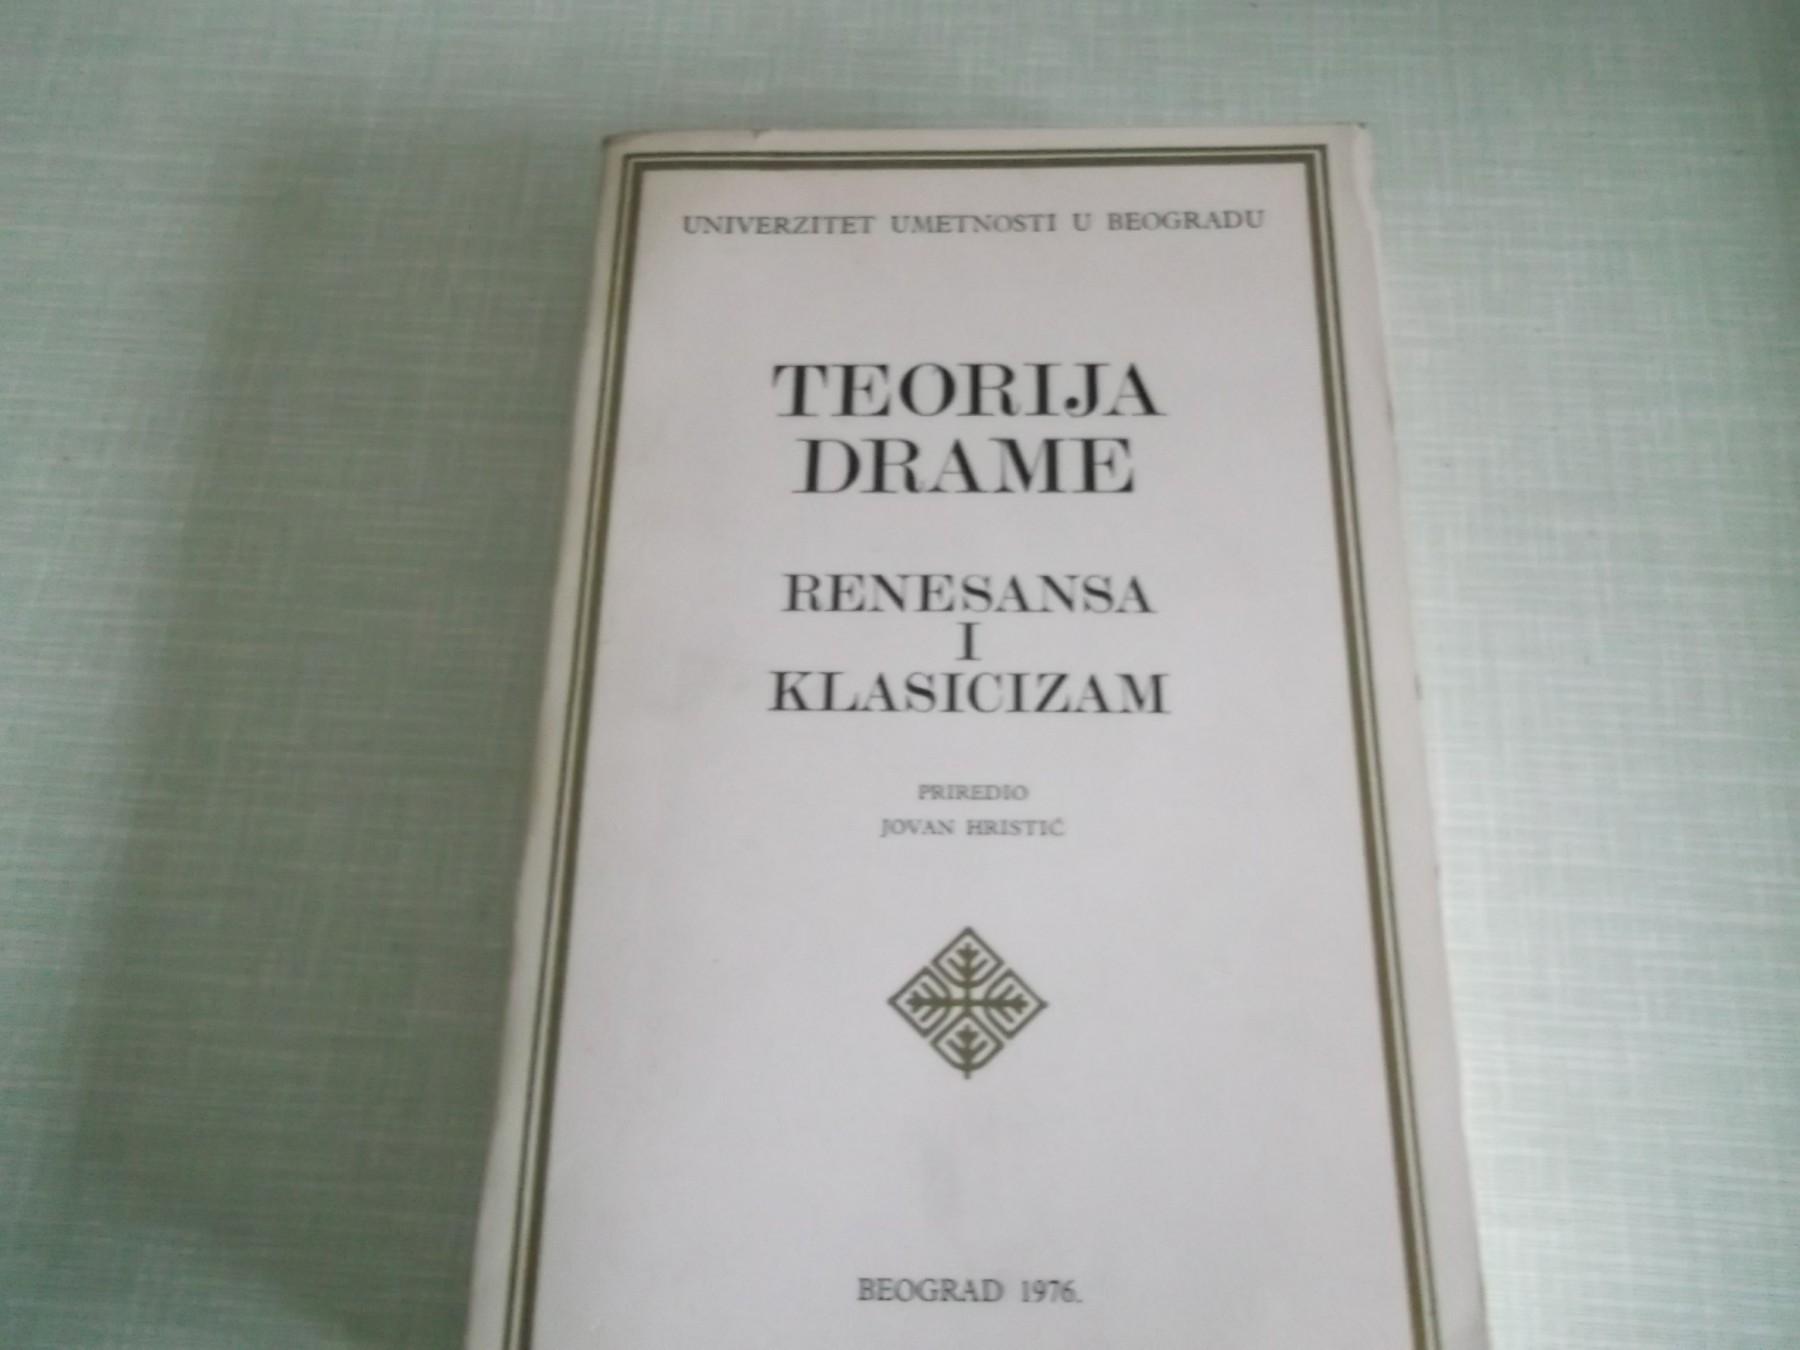 UNIVERZITET UMETNOSTI U BEOGRADU
TEORIJA
DRAME
RENESANSA
I
KLASICIZAM
PRIREDIO
JOVAN HRISTIĆ
BEOGRAD 1976.